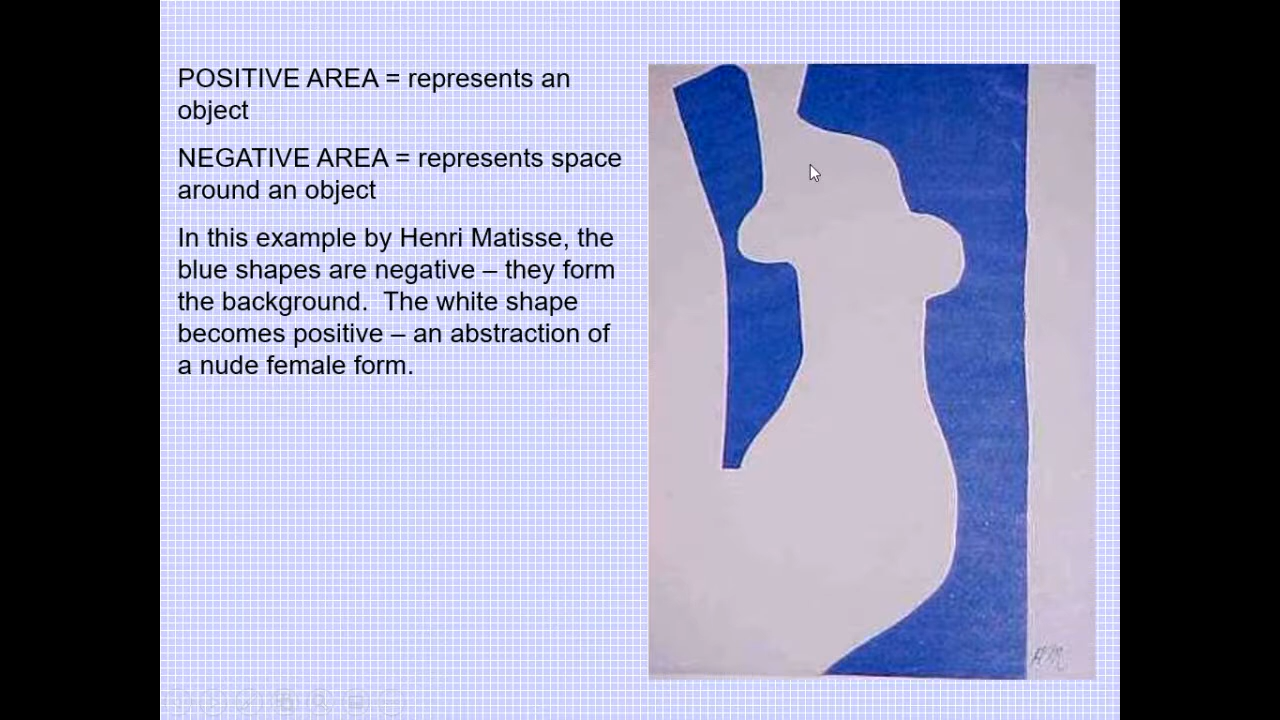 POSITIVE AREA = represents an
object
NEGATIVE AREA = represents space
around an object
In this example by Henri Matisse, the
blue shapes are negative – they form
the background.  The white shape
becomes positive – an abstraction of
a nude female form.